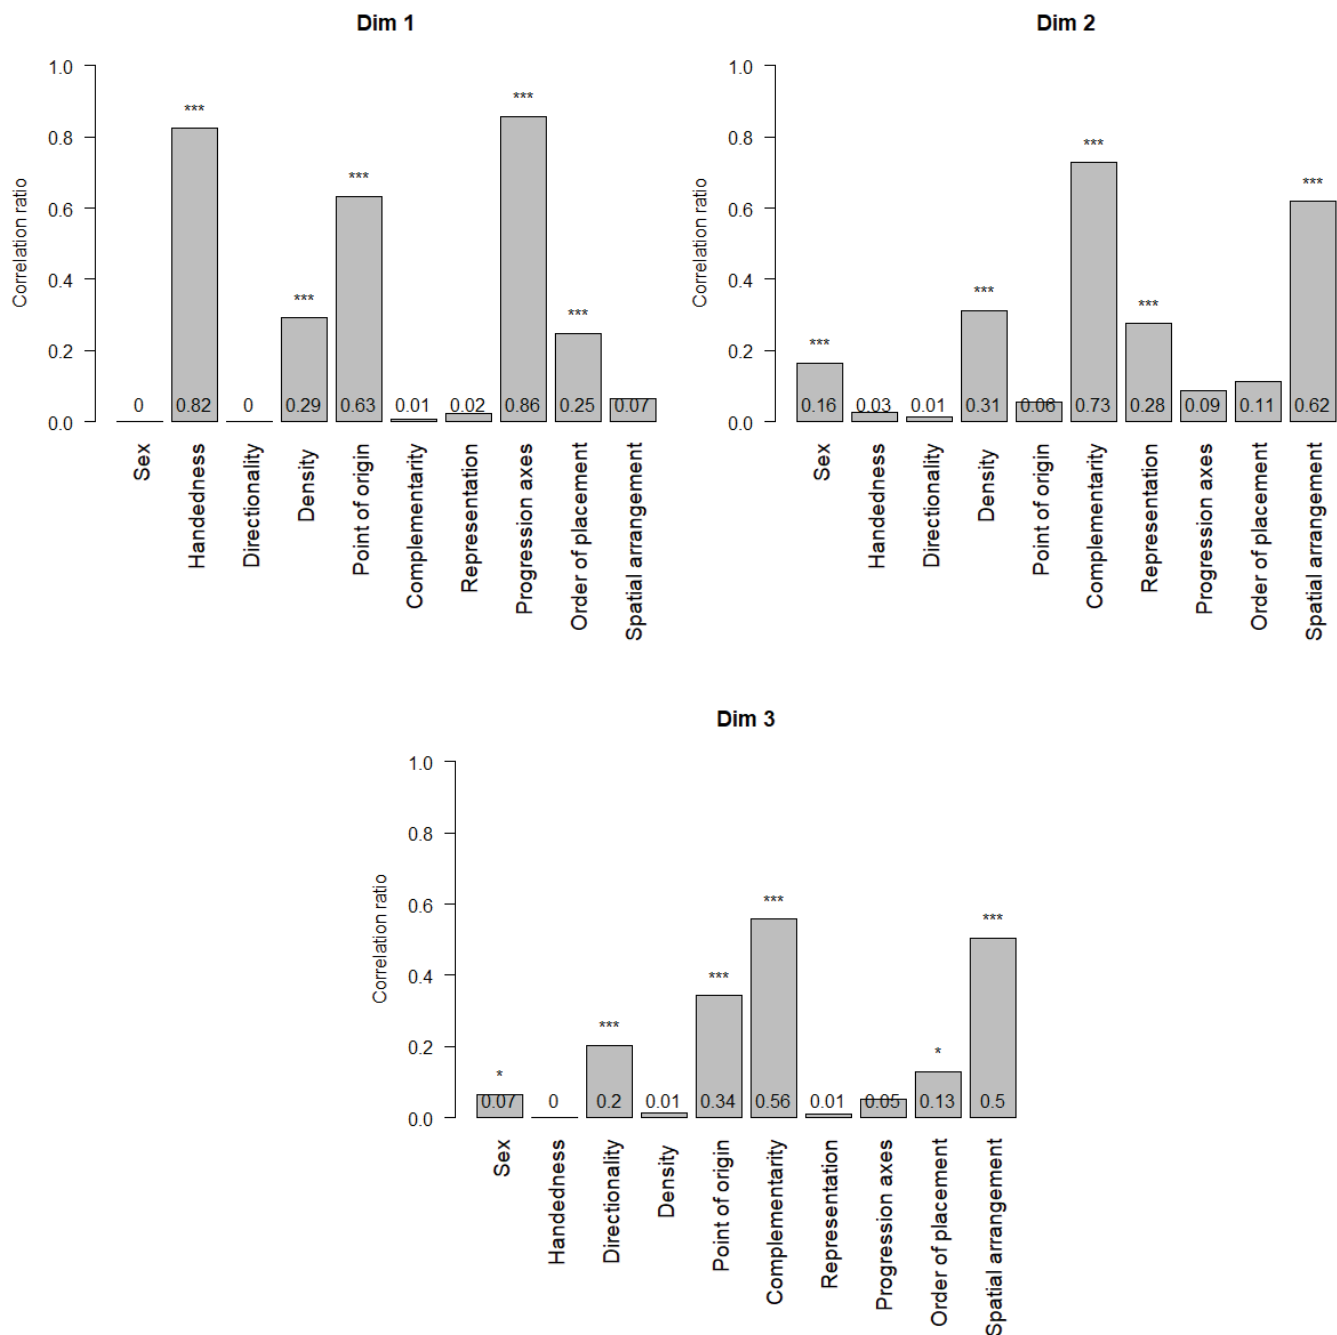 Dim 1
Correlation ratio
1.0
0.8
0.6
0.4
0.2
0.0
*** *** *** *** ***
0 0.82 0 0.29 0.63 0.01 0.02 0.86 0.25 0.07
Sex
Handedness
Directionality
Density
Point of origin
Complementarity
Representation
Progression axes
Order of placement
Spatial arrangement
Dim 2
Correlation ratio
1.0
0.8
0.6
0.4
0.2
0.0
*** *** *** *** ***
0.16 0.03 0.01 0.31 0.06 0.73 0.28 0.09 0.11 0.62
Sex
Handedness
Directionality
Density
Point of origin
Complementarity
Representation
Progression axes
Order of placement
Spatial arrangement
Dim 3
Correlation ratio
1.0
0.8
0.6
0.4
0.2
0.0
* *** *** *** * ***
0.07 0 0.2 0.01 0.34 0.56 0.01 0.05 0.13 0.5
Sex
Handedness
Directionality
Density
Point of origin
Complementarity
Representation
Progression axes
Order of placement
Spatial arrangement